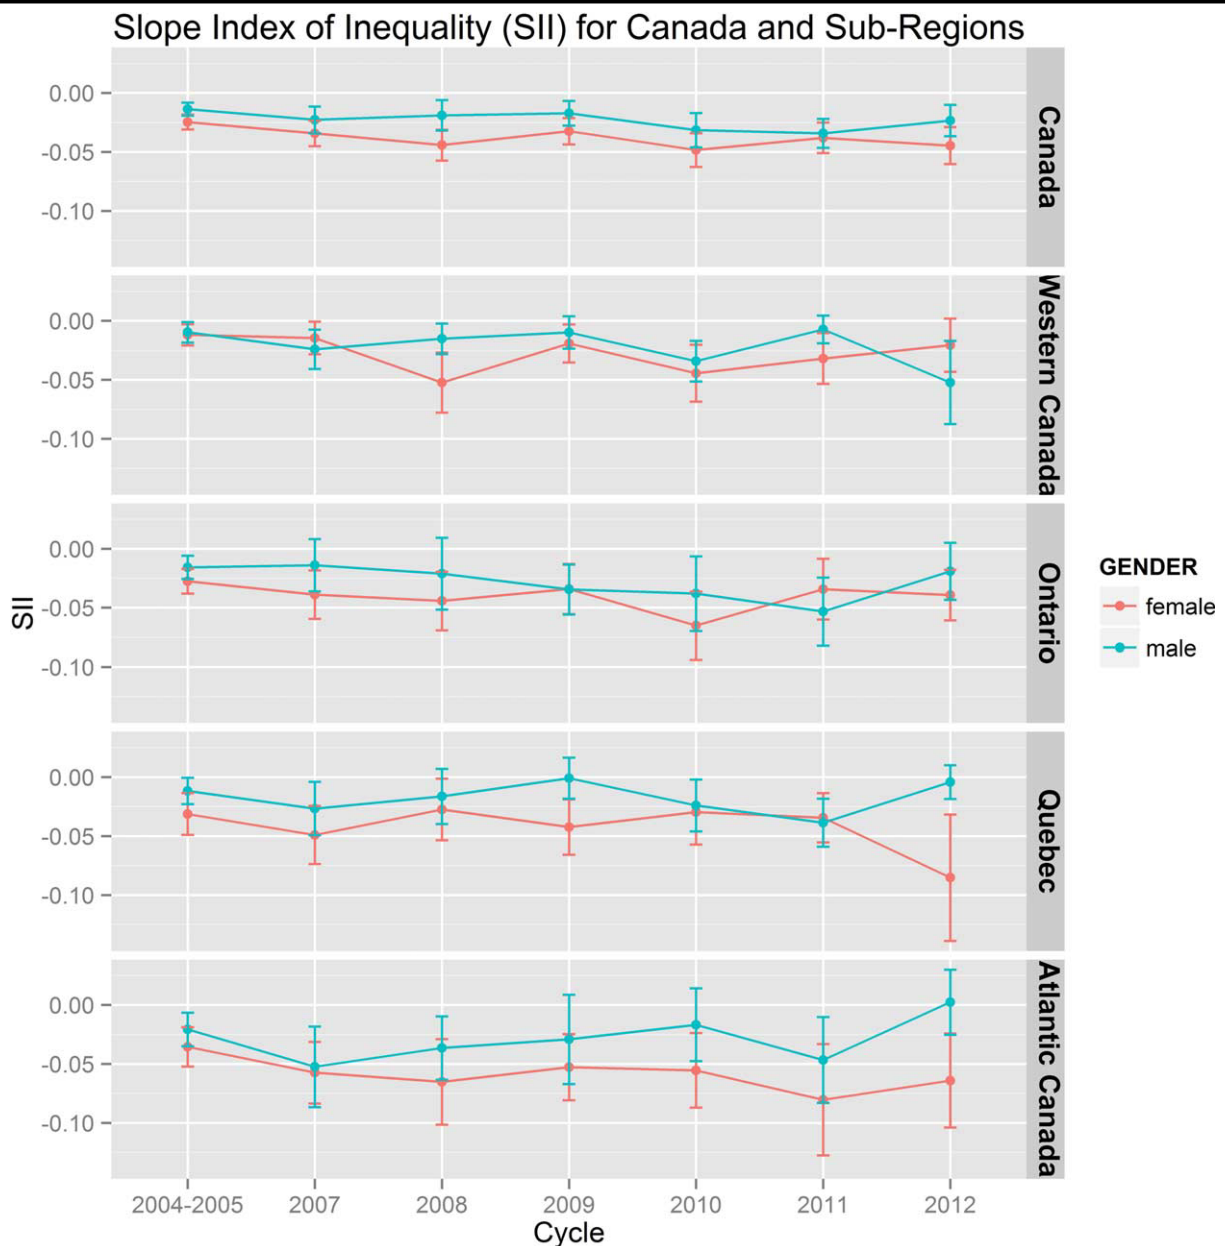 Slope Index of Inequality (SII) for Canada and Sub-Regions
0.00
-0.05
-0.10
Canada
0.00
-0.05
-0.10
Western Canada
0.00
-0.05
-0.10
Ontario
0.00
-0.05
-0.10
Quebec
0.00
-0.05
-0.10
Atlantic Canada
SII
2004-2005 2007 2008 2009 2010 2011 2012
Cycle
GENDER
female
male